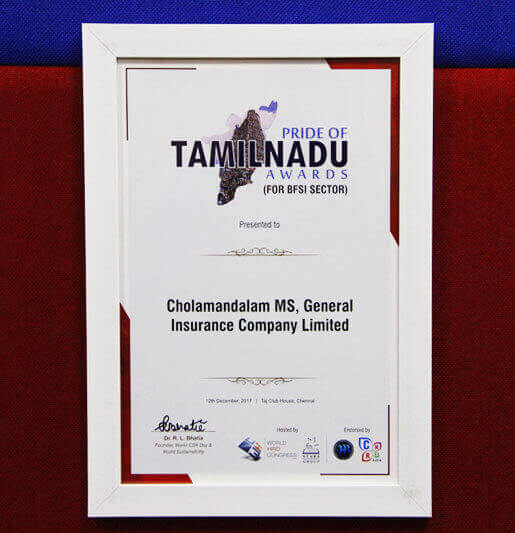 PRIDE OF
TAMILNADU
AWARDS
(FOR BFSI SECTOR)
Presented to
Cholamandalam MS, General
Insurance Company Limited
12th December, 2017 | Taj Club House, Chennai
Dr. R. L. Bhatia
Founder, World CSR Day &
World Sustainability
Hosted by
Endorsed by
WORLD
HRD
CONGRESS